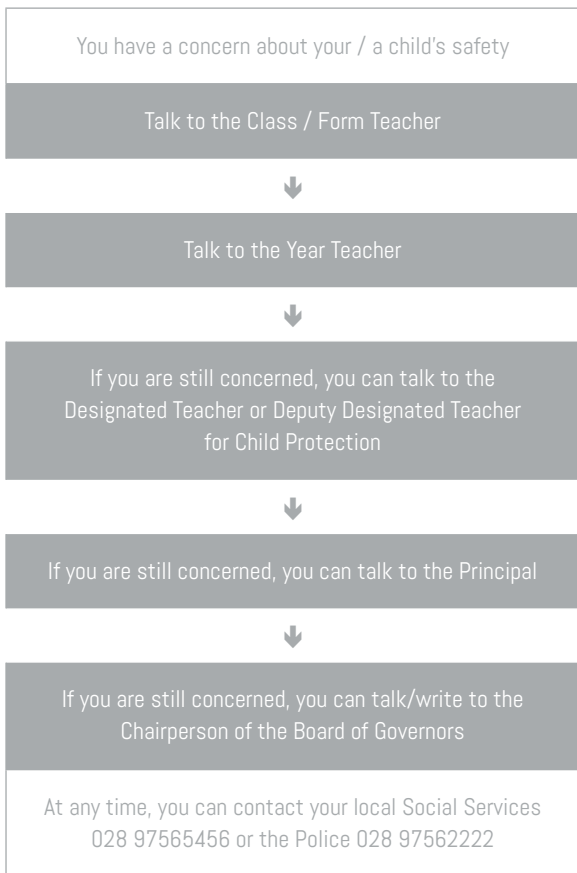 You have a concern about your / a child's safety
Talk to the Class / Form Teacher
Talk to the Year Teacher
If you are still concerned, you can talk to the
Designated Teacher or Deputy Designated Teacher
for Child Protection
If you are still concerned, you can talk to the Principal
If you are still concerned, you can talk/write to the
Chairperson of the Board of Governors
At any time, you can contact your local Social Services
028 97565456 or the Police 028 97562222